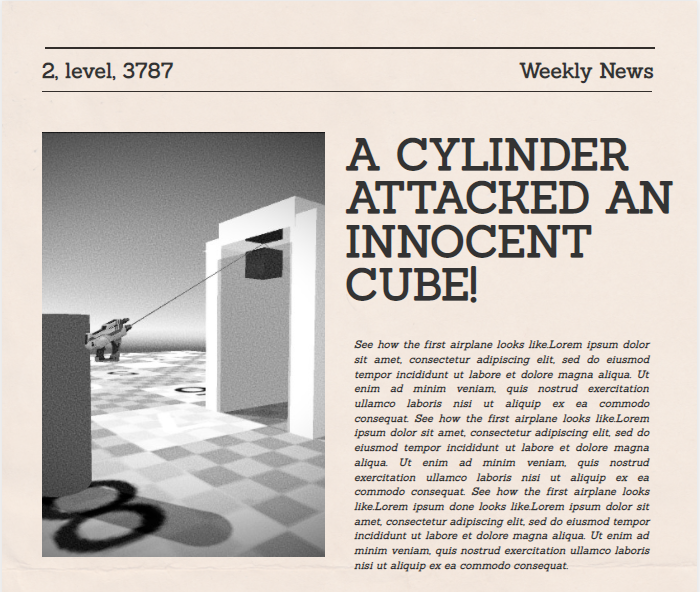 2, level, 3787
Weekly News
A CYLINDER
ATTACKED AN
INNOCENT
CUBE!
See how the first airplane looks like.Lorem ipsum dolor
sit amet, consectetur adipiscing elit, sed do eiusmod
tempor incididunt ut labore et dolore magna aliqua. Ut
enim ad minim veniam, quis nostrud exercitation
ullamco laboris nisi ut aliquip ex ea commodo
consequat. See how the first airplane looks like.Lorem
ipsum dolor sit amet, consectetur adipiscing elit, sed do
eiusmod tempor incididunt ut labore et dolore magna
aliqua. Ut enim ad minim veniam, quis nostrud
exercitation ullamco laboris nisi ut aliquip ex ea
commodo consequat. See how the first airplane looks
like.Lorem ipsum done looks like.Lorem ipsum dolor sit
amet, consectetur adipiscing elit, sed do eiusmod tempor
incididunt ut labore et dolore magna aliqua. Ut enim ad
minim veniam, quis nostrud exercitation ullamco laboris
nisi ut aliquip ex ea commodo consequat.